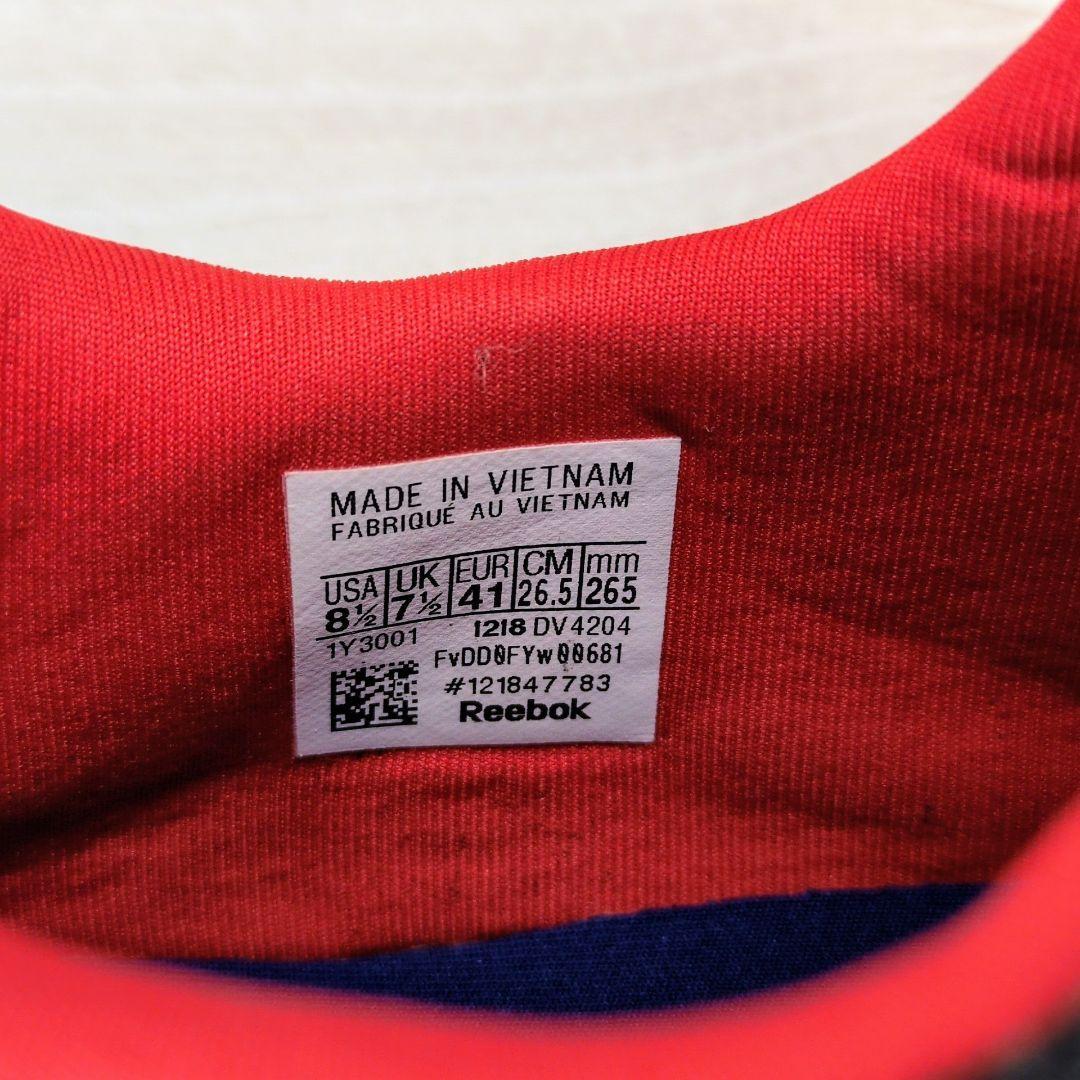 MADE IN VIETNAM
FABRIQUÉ AU VIETNAM
USA UK EUR CM mm
8½ 7½ 41 26.5 265
1Y3001 1218 DV4204
FvDD0FYw00681
#121847783
Reebok